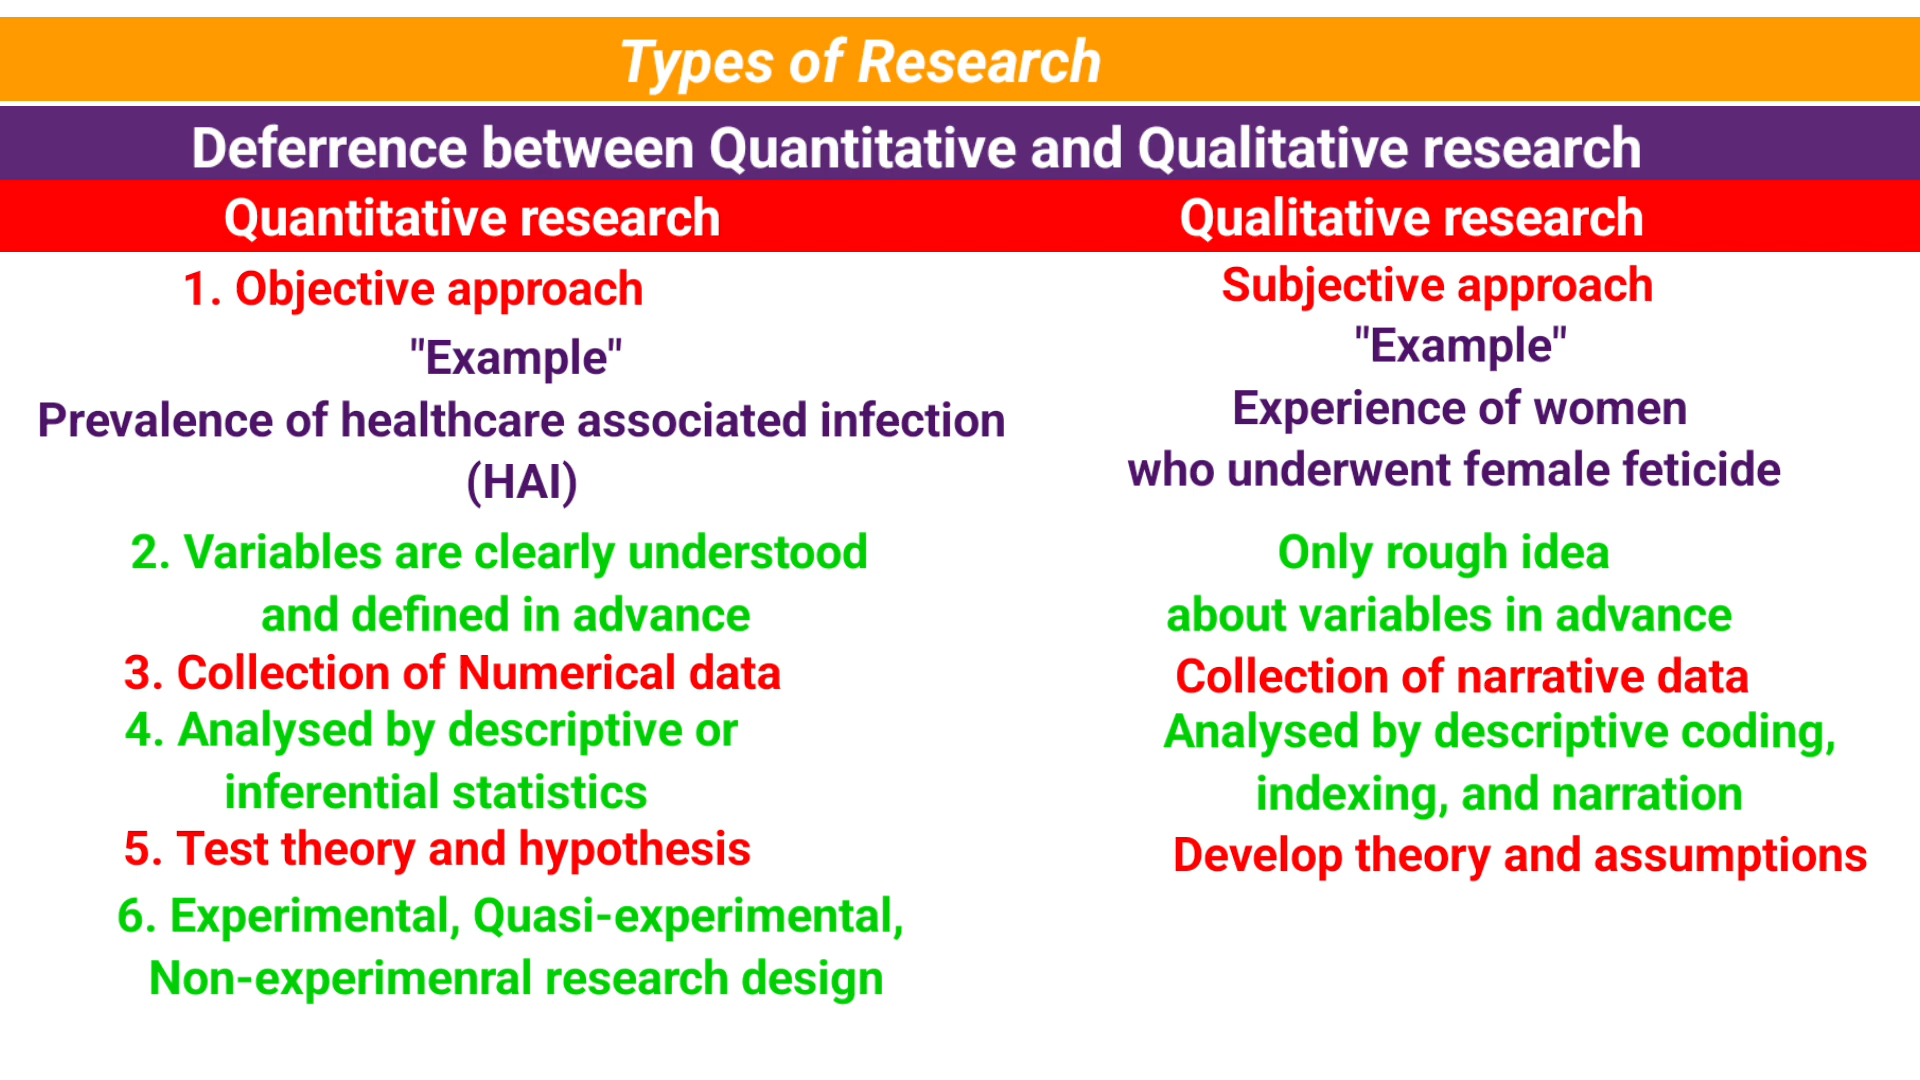 Types of Research
Deferrence between Quantitative and Qualitative research
Quantitative research
Qualitative research
1. Objective approach
"Example"
Prevalence of healthcare associated infection
(HAI)
2. Variables are clearly understood
and defined in advance
3. Collection of Numerical data
4. Analysed by descriptive or
inferential statistics
5. Test theory and hypothesis
6. Experimental, Quasi-experimental,
Non-experimenral research design
Subjective approach
"Example"
Experience of women
who underwent female feticide
Only rough idea
about variables in advance
Collection of narrative data
Analysed by descriptive coding,
indexing, and narration
Develop theory and assumptions